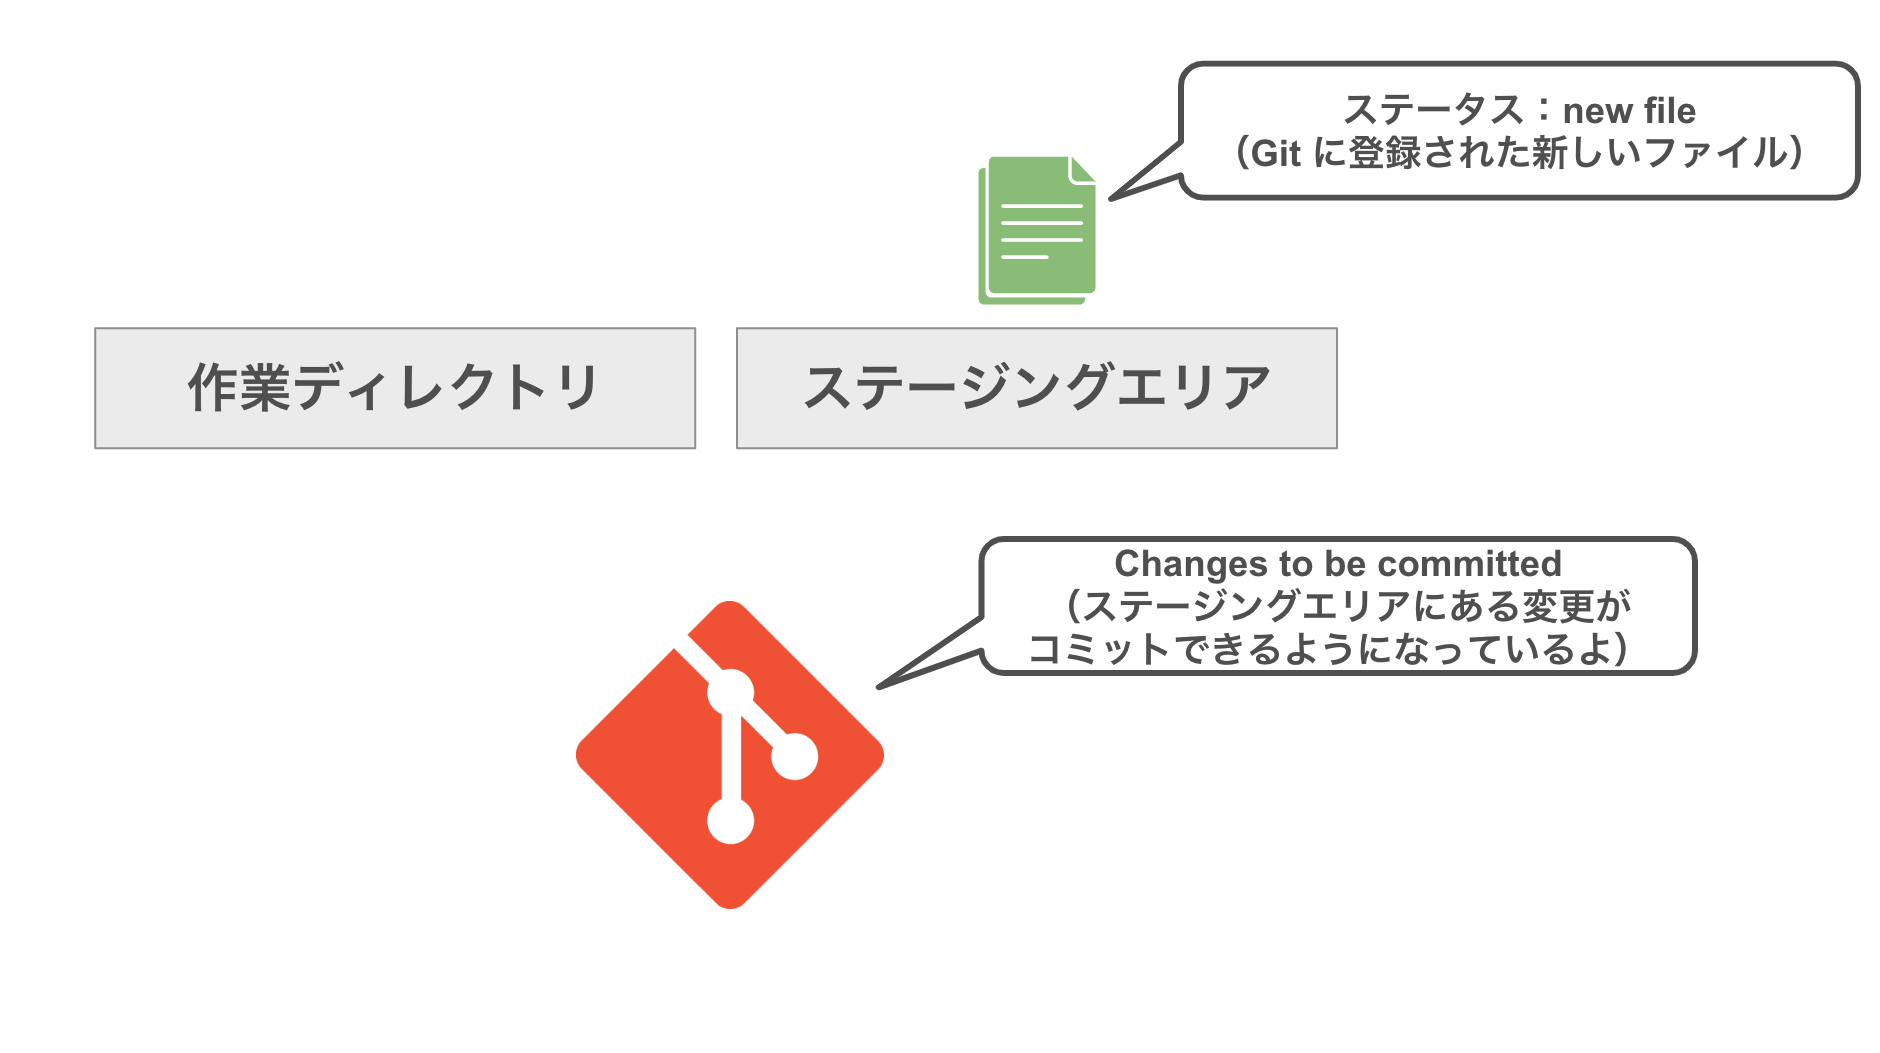 ステータス：new file
（Git に登録された新しいファイル）
作業ディレクトリ
ステージングエリア
Changes to be committed
（ステージングエリアにある変更が
コミットできるようになっているよ）